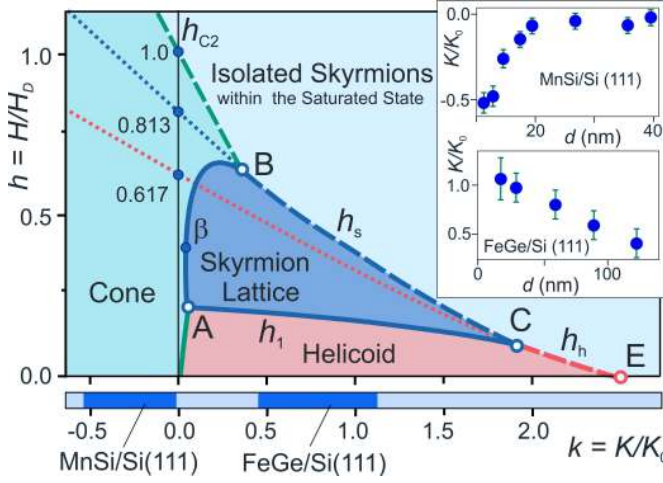 h = H/H_D
1.0
0.5
0.0
h_C2
1.0
0.813
0.617
Isolated Skyrmions
within the Saturated State
B
β
h_s
Skyrmion
Lattice
Cone
A
h_1
Helicoid
C
h_h
E
-0.5 0.0 0.5 1.0 1.5 2.0
k = K/K_0
MnSi/Si(111)
FeGe/Si(111)
K/K_0
0.0
-0.5
MnSi/Si (111)
0 20 40
d (nm)
K/K_0
1.0
0.5
FeGe/Si (111)
0 100
d (nm)